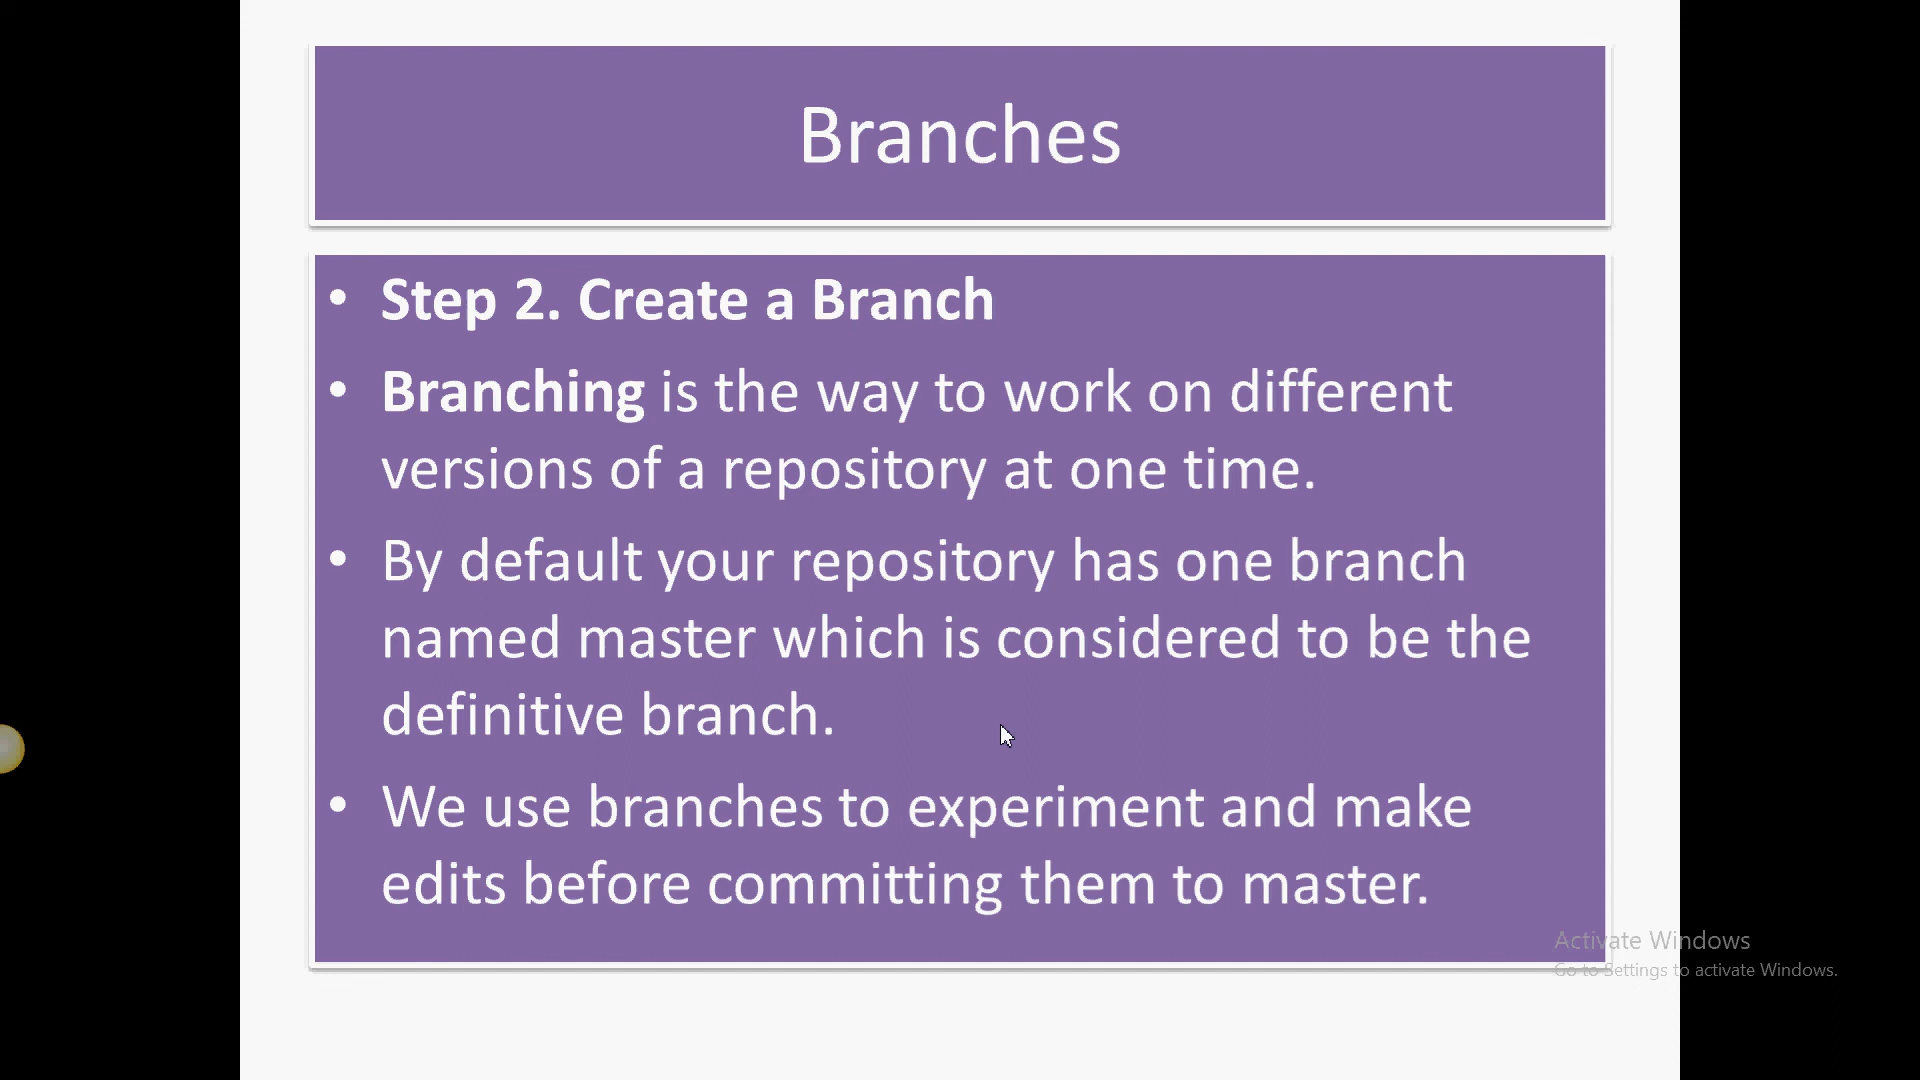 Branches
• Step 2. Create a Branch
• Branching is the way to work on different
versions of a repository at one time.
• By default your repository has one branch
named master which is considered to be the
definitive branch.
• We use branches to experiment and make
edits before committing them to master.
Activate Windows
Go to Settings to activate Windows.